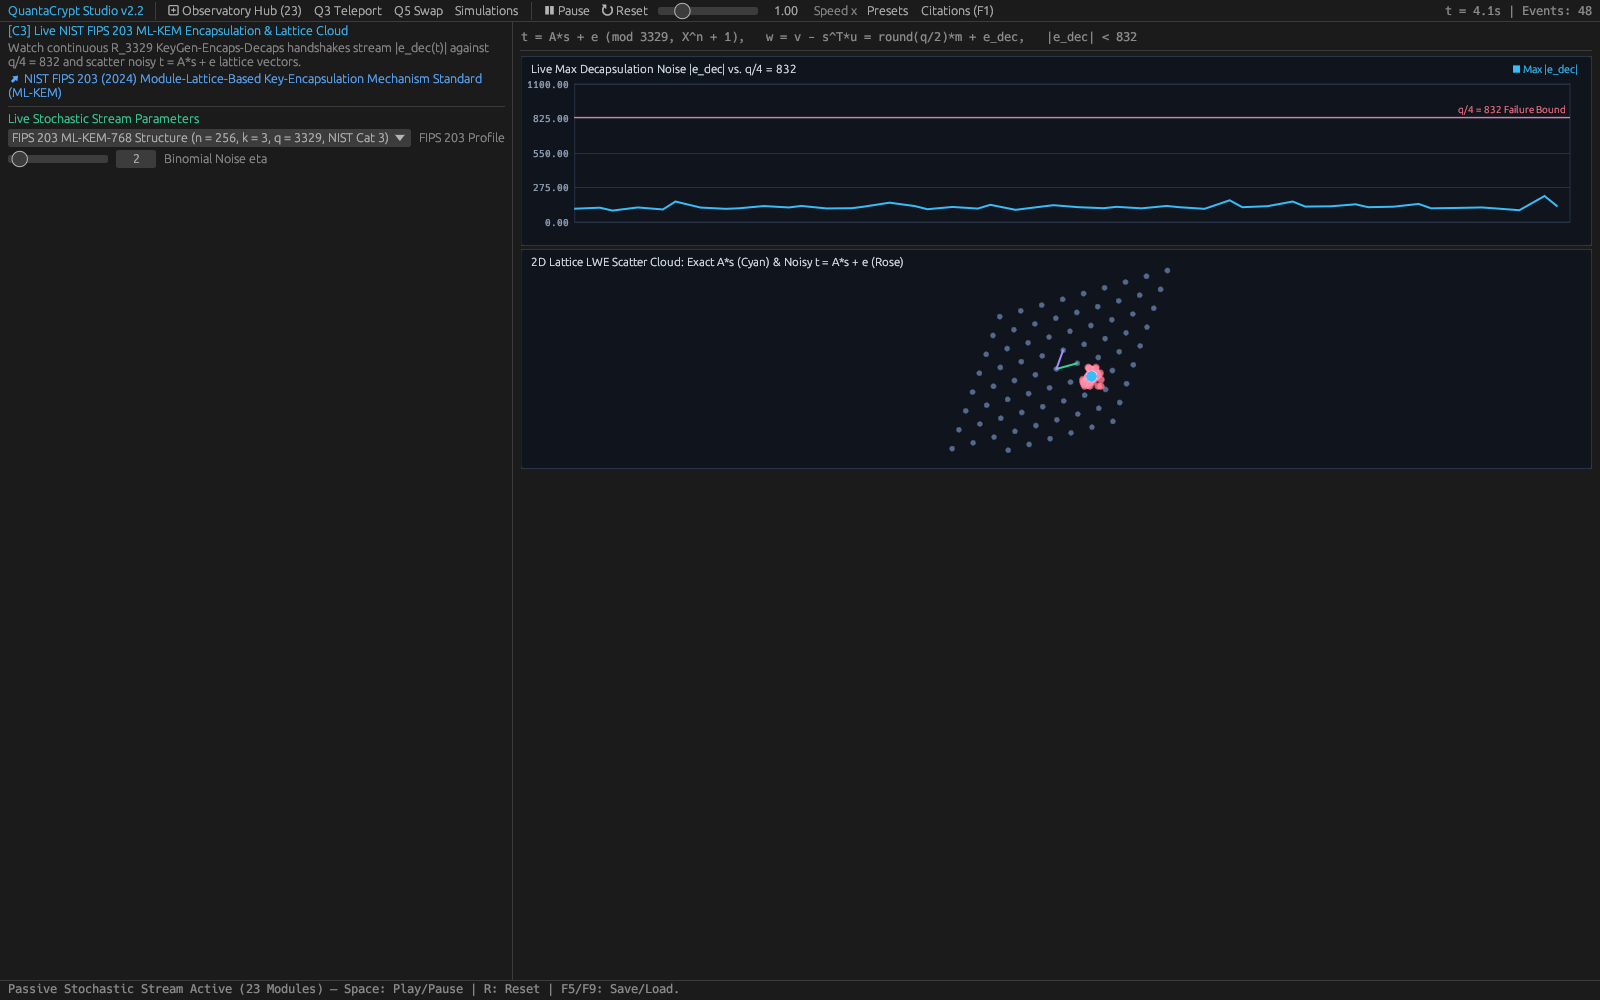 QuantaCrypt Studio v2.2 Observatory Hub (23) Q3 Teleport Q5 Swap Simulations Pause Reset 1.00 Speed x Presets Citations (F1) t = 4.1s | Events: 48
[C3] Live NIST FIPS 203 ML-KEM Encapsulation & Lattice Cloud
Watch continuous R_3329 KeyGen-Encaps-Decaps handshakes stream |e_dec(t)| against
q/4 = 832 and scatter noisy t = A*s + e lattice vectors.
NIST FIPS 203 (2024) Module-Lattice-Based Key-Encapsulation Mechanism Standard
(ML-KEM)
Live Stochastic Stream Parameters
FIPS 203 ML-KEM-768 Structure (n = 256, k = 3, q = 3329, NIST Cat 3) FIPS 203 Profile
2 Binomial Noise eta
t = A*s + e (mod 3329, X^n + 1), w = v - s^T*u = round(q/2)*m + e_dec, |e_dec| < 832
Live Max Decapsulation Noise |e_dec| vs. q/4 = 832
Max |e_dec|
1100.00
q/4 = 832 Failure Bound
825.00
550.00
275.00
0.00
2D Lattice LWE Scatter Cloud: Exact A*s (Cyan) & Noisy t = A*s + e (Rose)
Passive Stochastic Stream Active (23 Modules) — Space: Play/Pause | R: Reset | F5/F9: Save/Load.